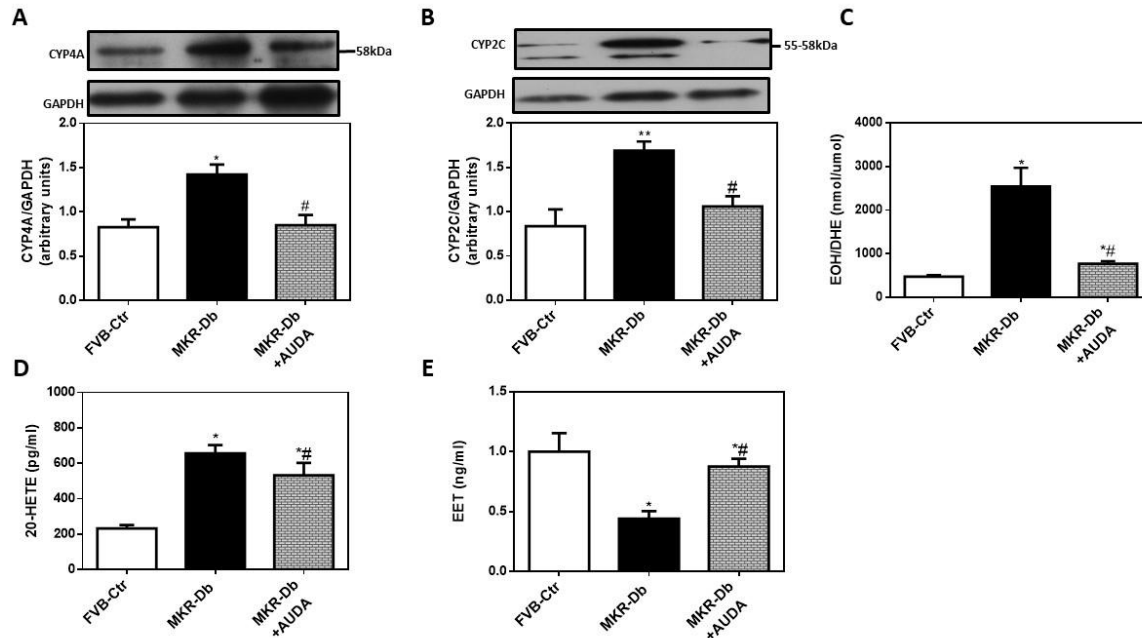 A
CYP4A
58kDa
GAPDH
CYP4A/GAPDH
(arbitrary units)
2.0
1.5
1.0
0.5
0.0
*
#
FVB-Ctr
MKR-Db
MKR-Db
+AUDA
B
CYP2C
55-58kDa
GAPDH
CYP2C/GAPDH
(arbitrary units)
2.0
1.5
1.0
0.5
0.0
**
#
FVB-Ctr
MKR-Db
MKR-Db
+AUDA
C
EOH/DHE (nmol/umol)
4000
3000
2000
1000
0
*
*#
FVB-Ctr
MKR-Db
MKR-Db
+AUDA
D
20-HETE (pg/ml)
1000
800
600
400
200
0
*
*#
FVB-Ctr
MKR-Db
MKR-Db
+AUDA
E
EET (ng/ml)
1.5
1.0
0.5
0.0
*
*#
FVB-Ctr
MKR-Db
MKR-Db
+AUDA